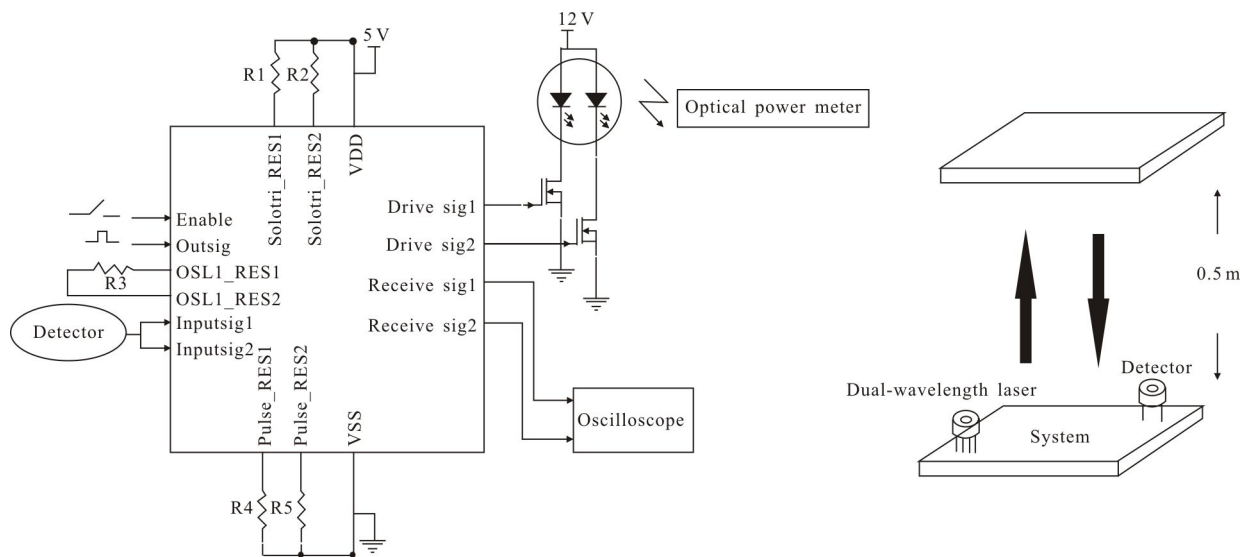 12 V
5 V
R1
R2
Optical power meter
Solotri_RES1
Solotri_RES2
VDD
Enable
Outsig
OSL1_RES1
R3
OSL1_RES2
Detector
Inputsig1
Inputsig2
Drive sig1
Drive sig2
Receive sig1
Receive sig2
Pulse_RES1
Pulse_RES2
VSS
Oscilloscope
R4
R5
0.5 m
Detector
Dual-wavelength laser
System